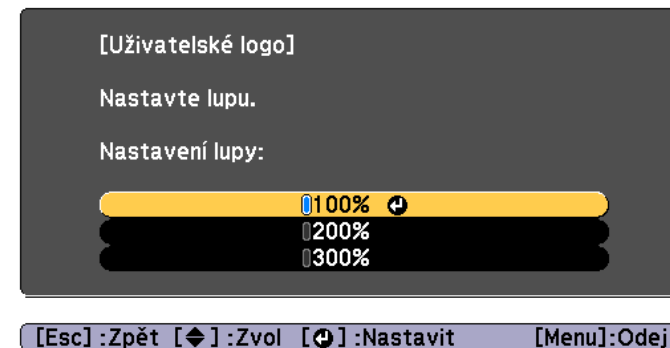 [Uživatelské logo]
Nastavte lupu.
Nastavení lupy:
100%
200%
300%
[Esc] :Zpět [◆] :Zvol [↵] :Nastavit [Menu]:Odej